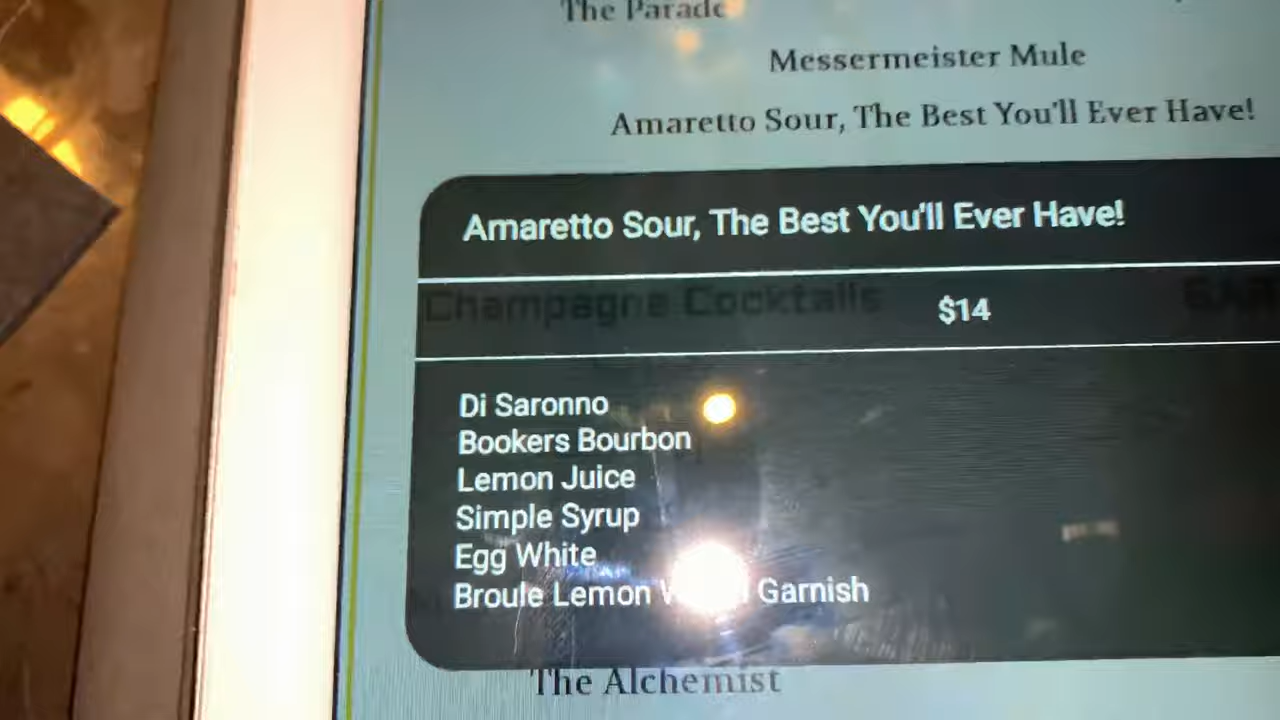 The Parade
Messermeister Mule
Amaretto Sour, The Best You'll Ever Have!
Amaretto Sour, The Best You'll Ever Have!
Champagne Cocktails
$14
Di Saronno
Bookers Bourbon
Lemon Juice
Simple Syrup
Egg White
Broule Lemon Garnish
The Alchemist